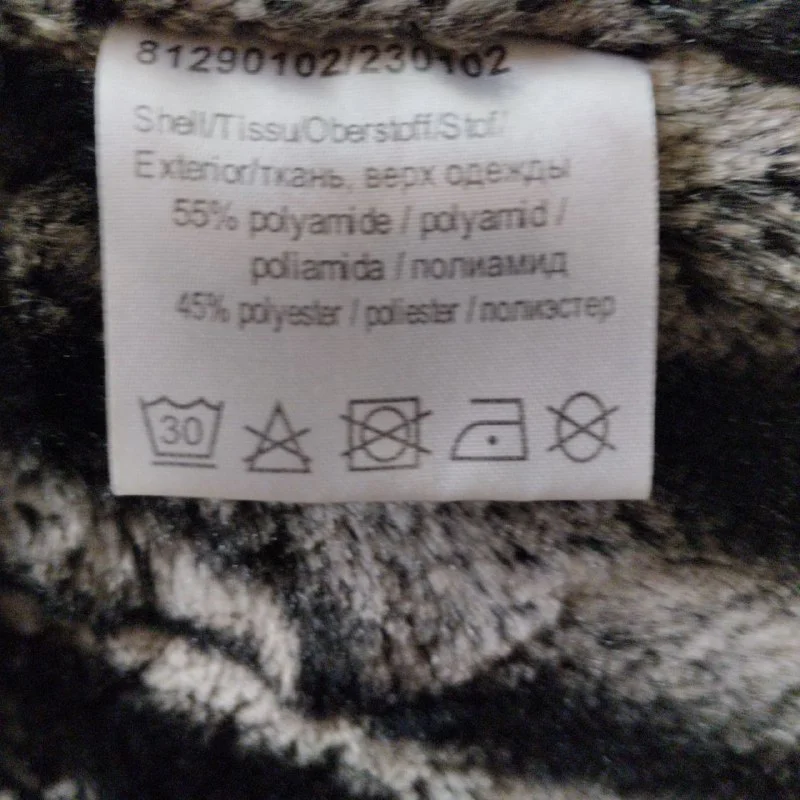 81290102/230102
Shell/Tissu/Oberstoff/Stof/
Exterior/ткань, верх одежды
55% polyamide / polyamid /
poliamida / полиамид
45% polyester / poliester / полиэстер
30